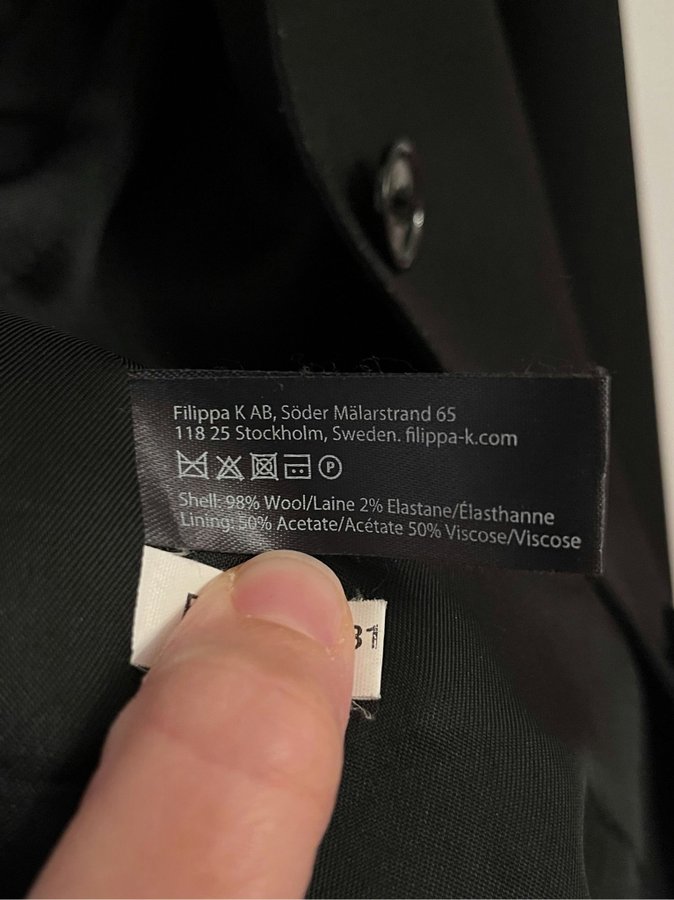 Filippa K AB, Söder Mälarstrand 65
118 25 Stockholm, Sweden. filippa-k.com
P
Shell: 98% Wool/Laine 2% Elastane/Élasthanne
Lining: 50% Acetate/Acétate 50% Viscose/Viscose
31